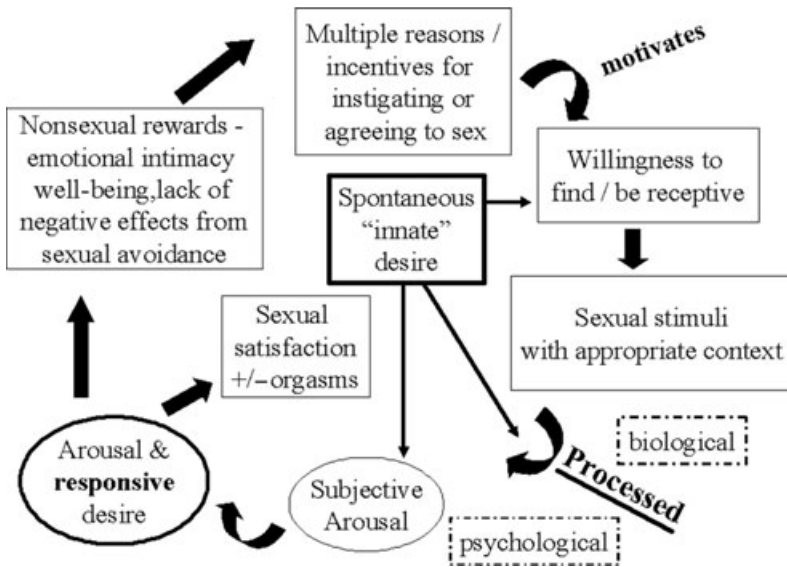 Multiple reasons /
incentives for
instigating or
agreeing to sex
motivates
Nonsexual rewards -
emotional intimacy
well-being,lack of
negative effects from
sexual avoidance
Willingness to
find / be receptive
Spontaneous
“innate”
desire
Sexual stimuli
with appropriate context
Sexual
satisfaction
+/−orgasms
biological
Processed
Arousal &
responsive
desire
Subjective
Arousal
psychological